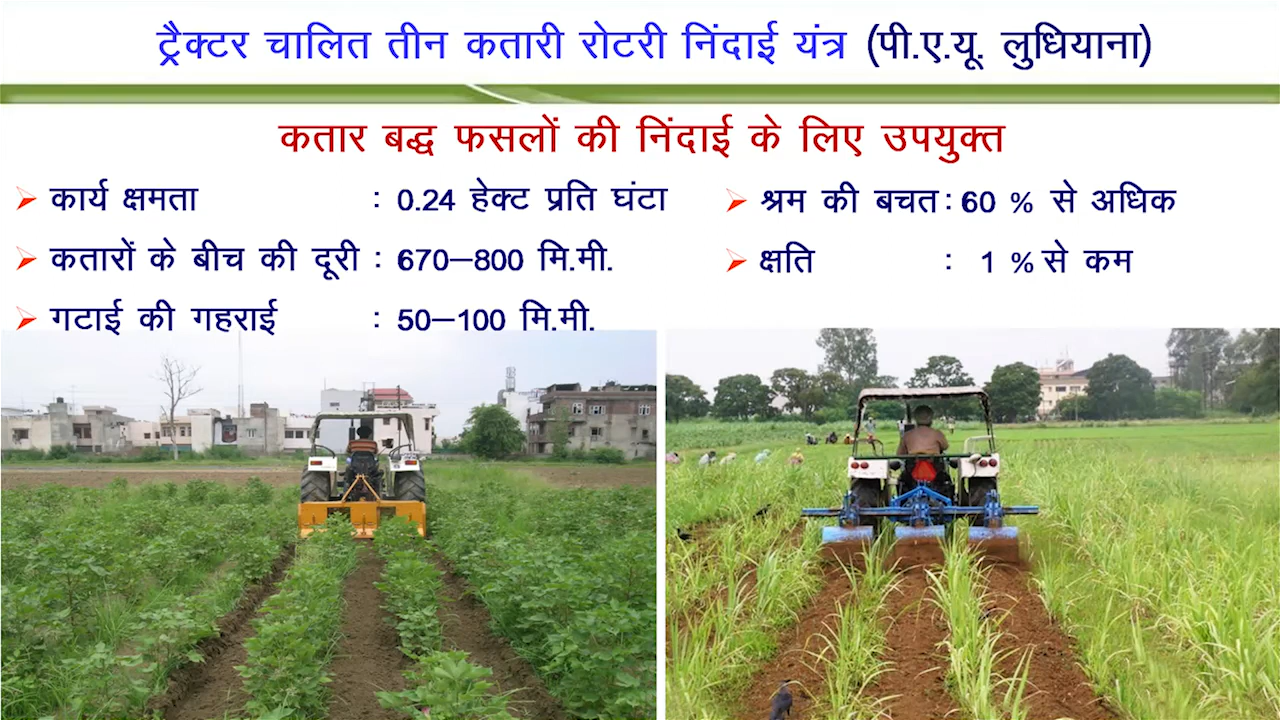 ट्रैक्टर चालित तीन कतारी रोटरी निंदाई यंत्र (पी.ए.यू. लुधियाना)
कतार बद्ध फसलों की निंदाई के लिए उपयुक्त
कार्य क्षमता : 0.24 हेक्ट प्रति घंटा
कतारों के बीच की दूरी : 670–800 मि.मी.
गटाई की गहराई : 50–100 मि.मी.
श्रम की बचत : 60 % से अधिक
क्षति : 1 % से कम